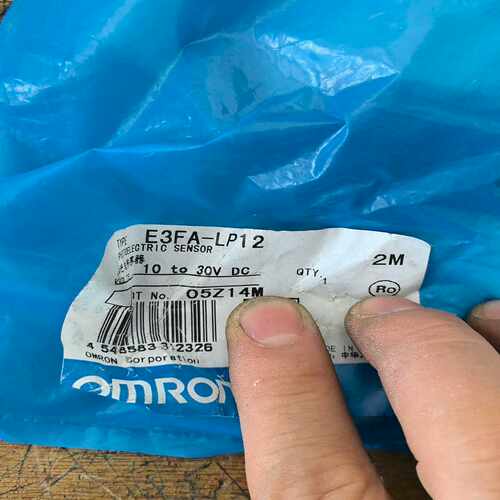 TYPE E3FA-LP12 2M
PHOTOELECTRIC SENSOR
10 to 30V DC QTY. 1
LOT No. 05Z14M
4 548583 312326
OMRON Corporation
OMRON